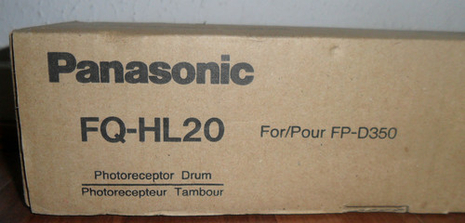 Panasonic
FQ-HL20 For/Pour FP-D350
Photoreceptor Drum
Photorecepteur Tambour